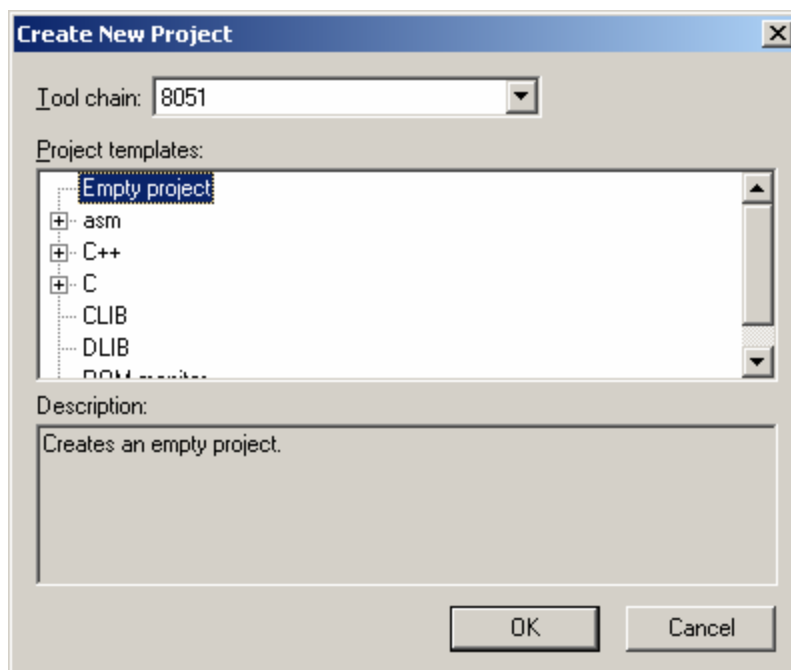 Create New Project
Tool chain: 8051
Project templates:
Empty project
asm
C++
C
CLIB
DLIB
Description:
Creates an empty project.
OK
Cancel